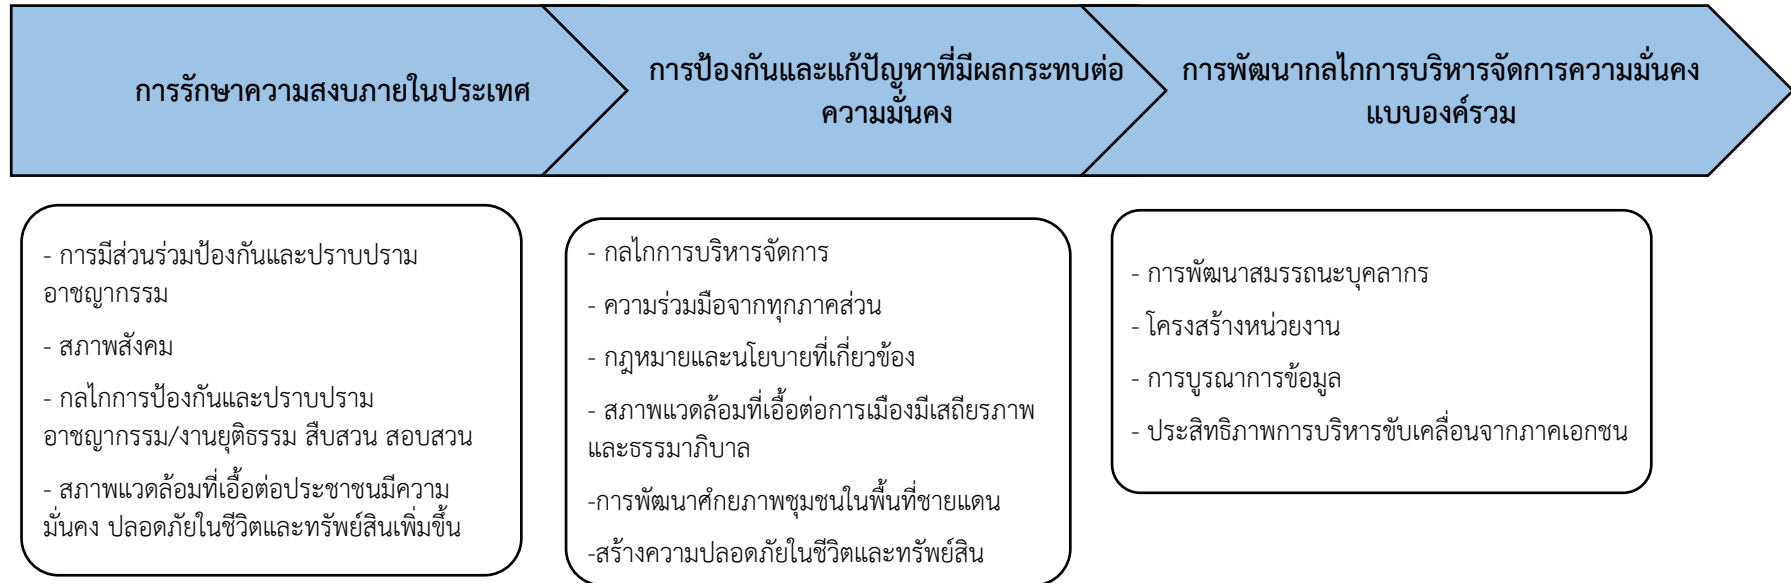 การรักษาความสงบภายในประเทศ
การป้องกันและแก้ปัญหาที่มีผลกระทบต่อ
ความมั่นคง
การพัฒนากลไกการบริหารจัดการความมั่นคง
แบบองค์รวม
- การมีส่วนร่วมป้องกันและปราบปราม
อาชญากรรม
- สภาพสังคม
- กลไกการป้องกันและปราบปราม
อาชญากรรม/งานยุติธรรม สืบสวน สอบสวน
- สภาพแวดล้อมที่เอื้อต่อประชาชนมีความ
มั่นคง ปลอดภัยในชีวิตและทรัพย์สินเพิ่มขึ้น
- กลไกการบริหารจัดการ
- ความร่วมมือจากทุกภาคส่วน
- กฎหมายและนโยบายที่เกี่ยวข้อง
- สภาพแวดล้อมที่เอื้อต่อการเมืองมีเสถียรภาพ
และธรรมาภิบาล
-การพัฒนาศํกยภาพชุมชนในพื้นที่ชายแดน
-สร้างความปลอดภัยในชีวิตและทรัพย์สิน
- การพัฒนาสมรรถนะบุคลากร
- โครงสร้างหน่วยงาน
- การบูรณาการข้อมูล
- ประสิทธิภาพการบริหารขับเคลื่อนจากภาคเอกชน